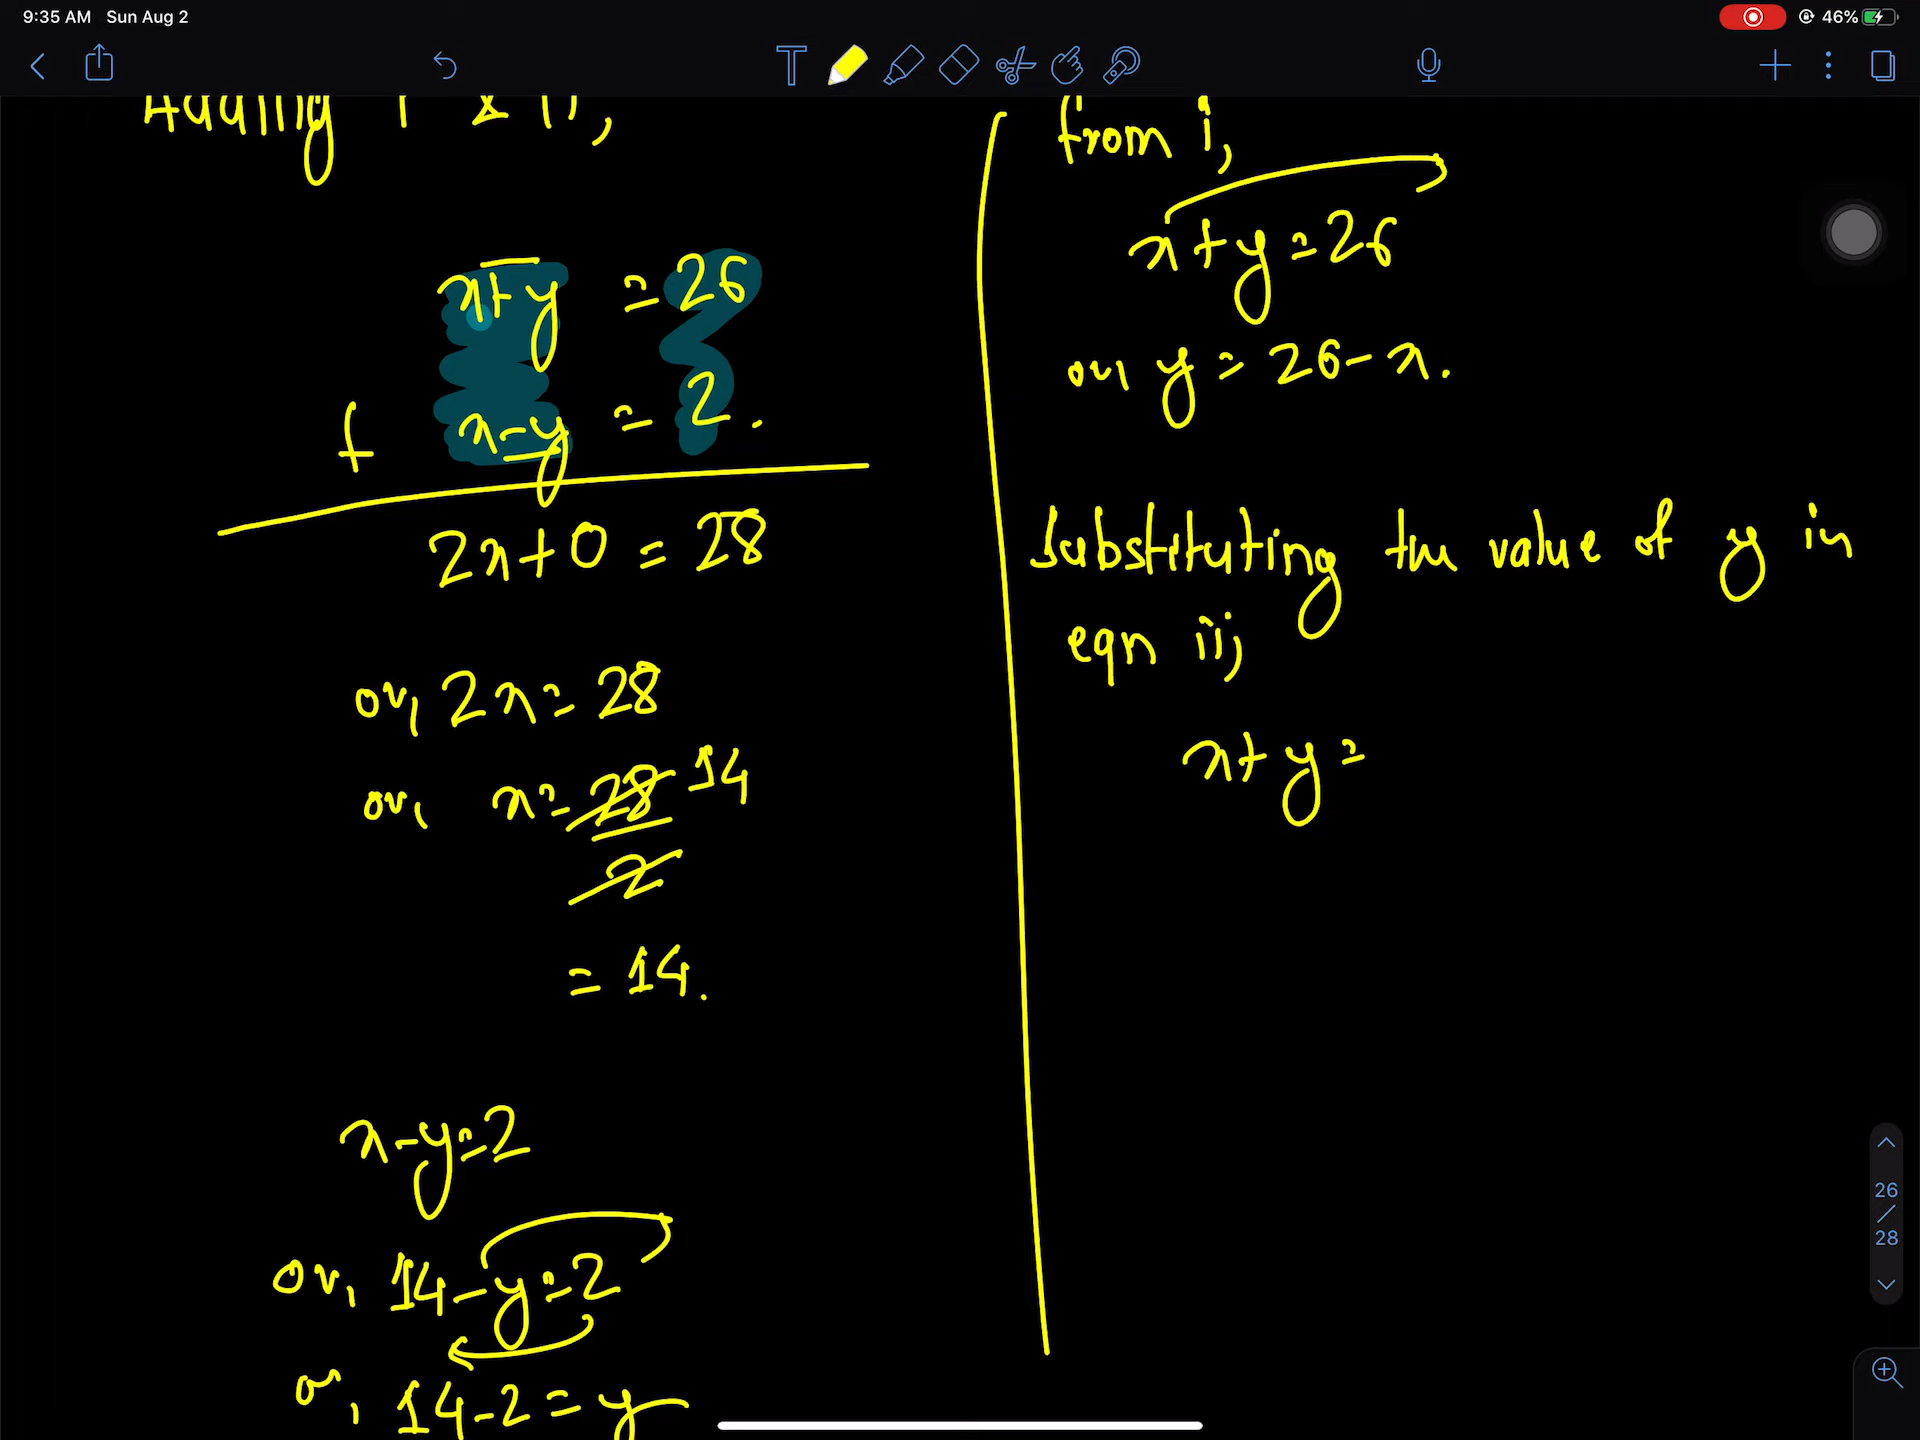 9:35 AM Sun Aug 2
46%
Adding i & ii,
x+y = 26
+ x-y = 2.
2x+0 = 28
or, 2x = 28
or, x = 28 14
2
= 14.
x-y=2
or, 14-y=2
or, 14-2=y
from i,
x+y=26
or, y = 26-x.
Substituting the value of y in
eqn ii,
x+y=
26
/
28